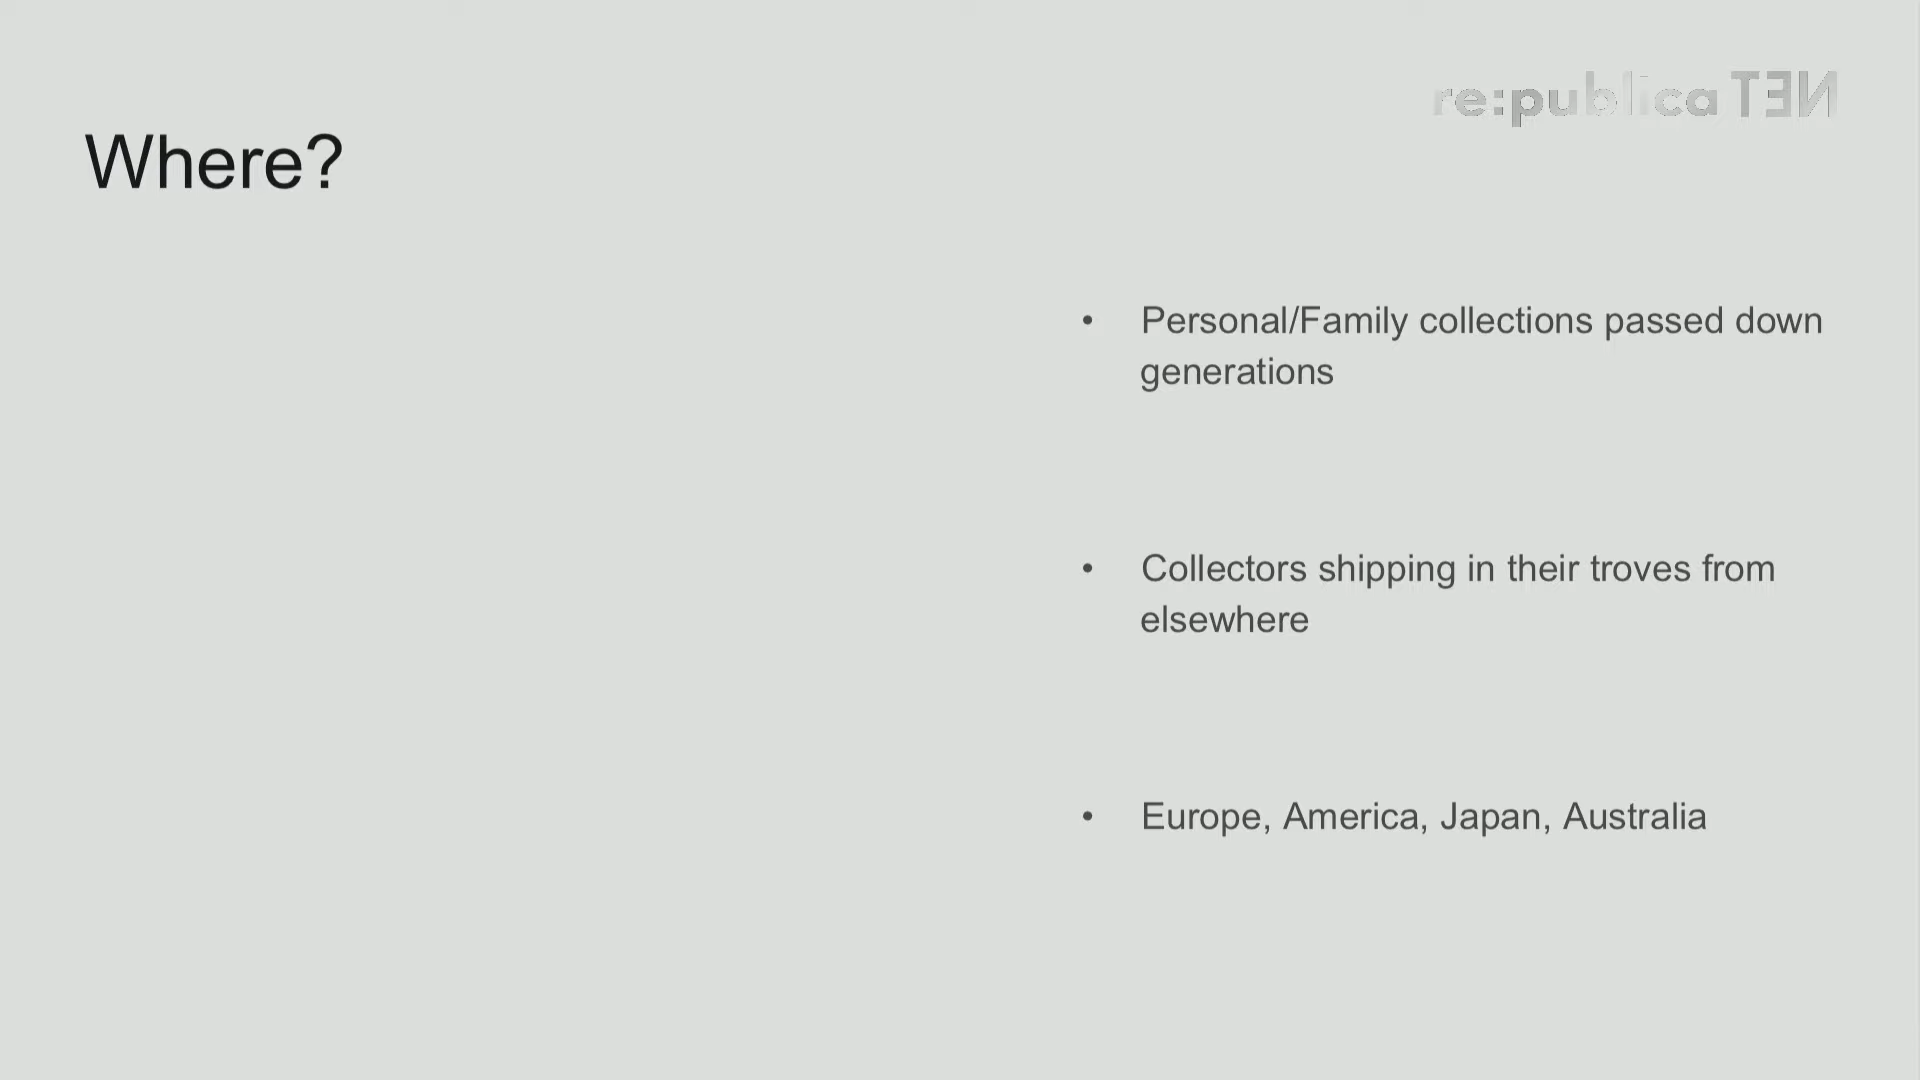 re:publica TEN
Where?
• Personal/Family collections passed down
generations
• Collectors shipping in their troves from
elsewhere
• Europe, America, Japan, Australia